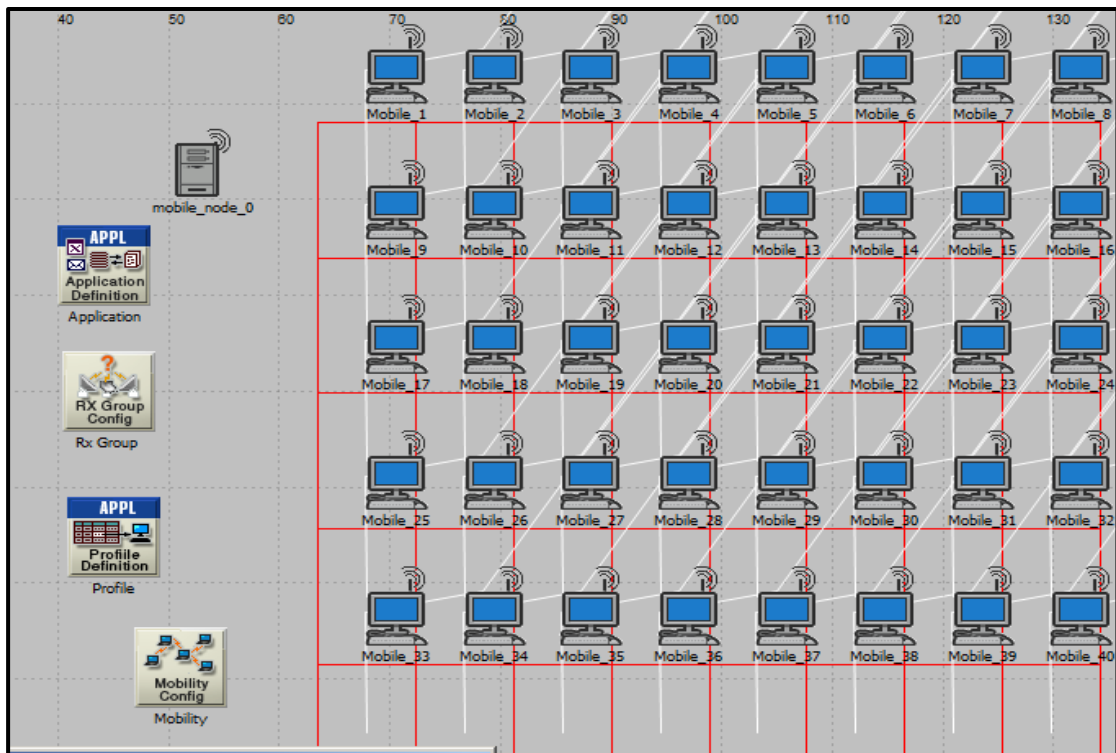 40 50 60 70 80 90 100 110 120 130
Mobile_1 Mobile_2 Mobile_3 Mobile_4 Mobile_5 Mobile_6 Mobile_7 Mobile_8
mobile_node_0
APPL
Application
Definition
Application
Mobile_9 Mobile_10 Mobile_11 Mobile_12 Mobile_13 Mobile_14 Mobile_15 Mobile_16
?
RX Group
Config
Rx Group
Mobile_17 Mobile_18 Mobile_19 Mobile_20 Mobile_21 Mobile_22 Mobile_23 Mobile_24
APPL
Profile
Definition
Profile
Mobile_25 Mobile_26 Mobile_27 Mobile_28 Mobile_29 Mobile_30 Mobile_31 Mobile_32
Mobility
Config
Mobility
Mobile_33 Mobile_34 Mobile_35 Mobile_36 Mobile_37 Mobile_38 Mobile_39 Mobile_40